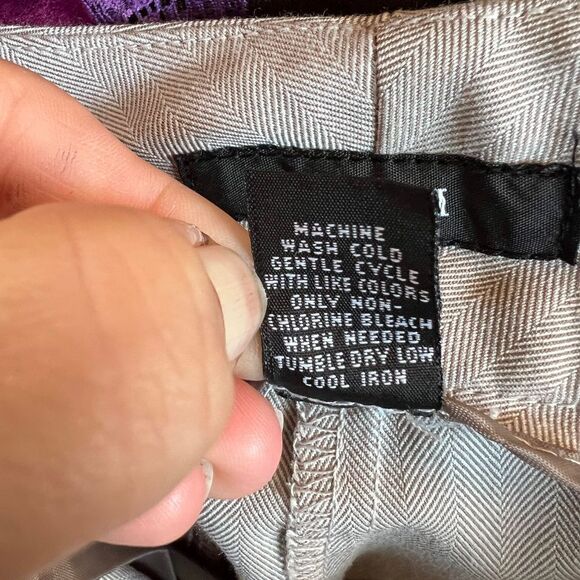 MACHINE
WASH COLD
GENTLE CYCLE
WITH LIKE COLORS
ONLY NON-
CHLORINE BLEACH
WHEN NEEDED
TUMBLE DRY LOW
COOL IRON